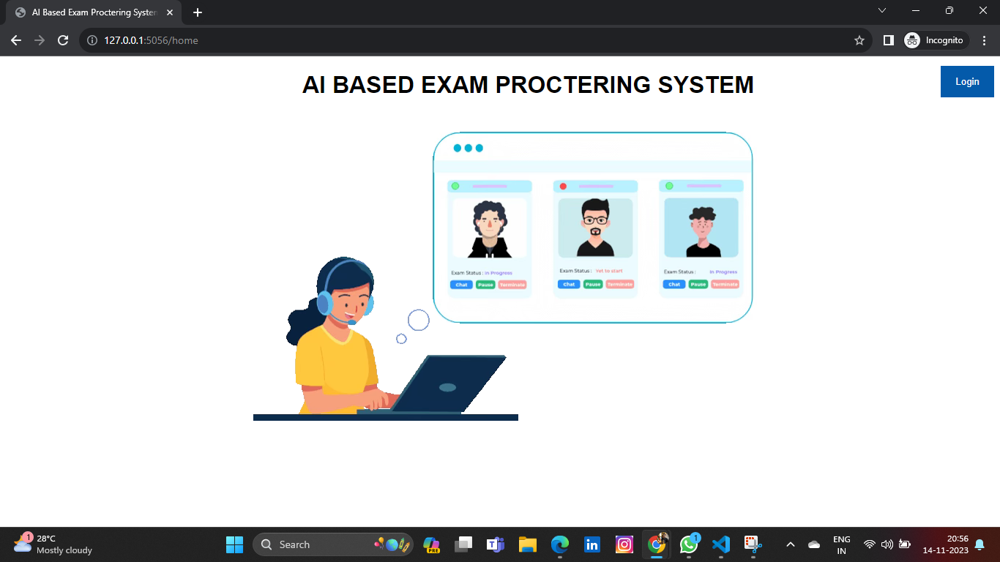 AI Based Exam Proctering System
127.0.0.1:5056/home
Incognito
AI BASED EXAM PROCTERING SYSTEM
Login
Exam Status : In Progress
Chat Pause Terminate
Exam Status : Yet to start
Chat Pause Terminate
Exam Status : In Progress
Chat Pause Terminate
1
28°C
Mostly cloudy
Search
PRE
T
in
1
ENG
IN
20:56
14-11-2023